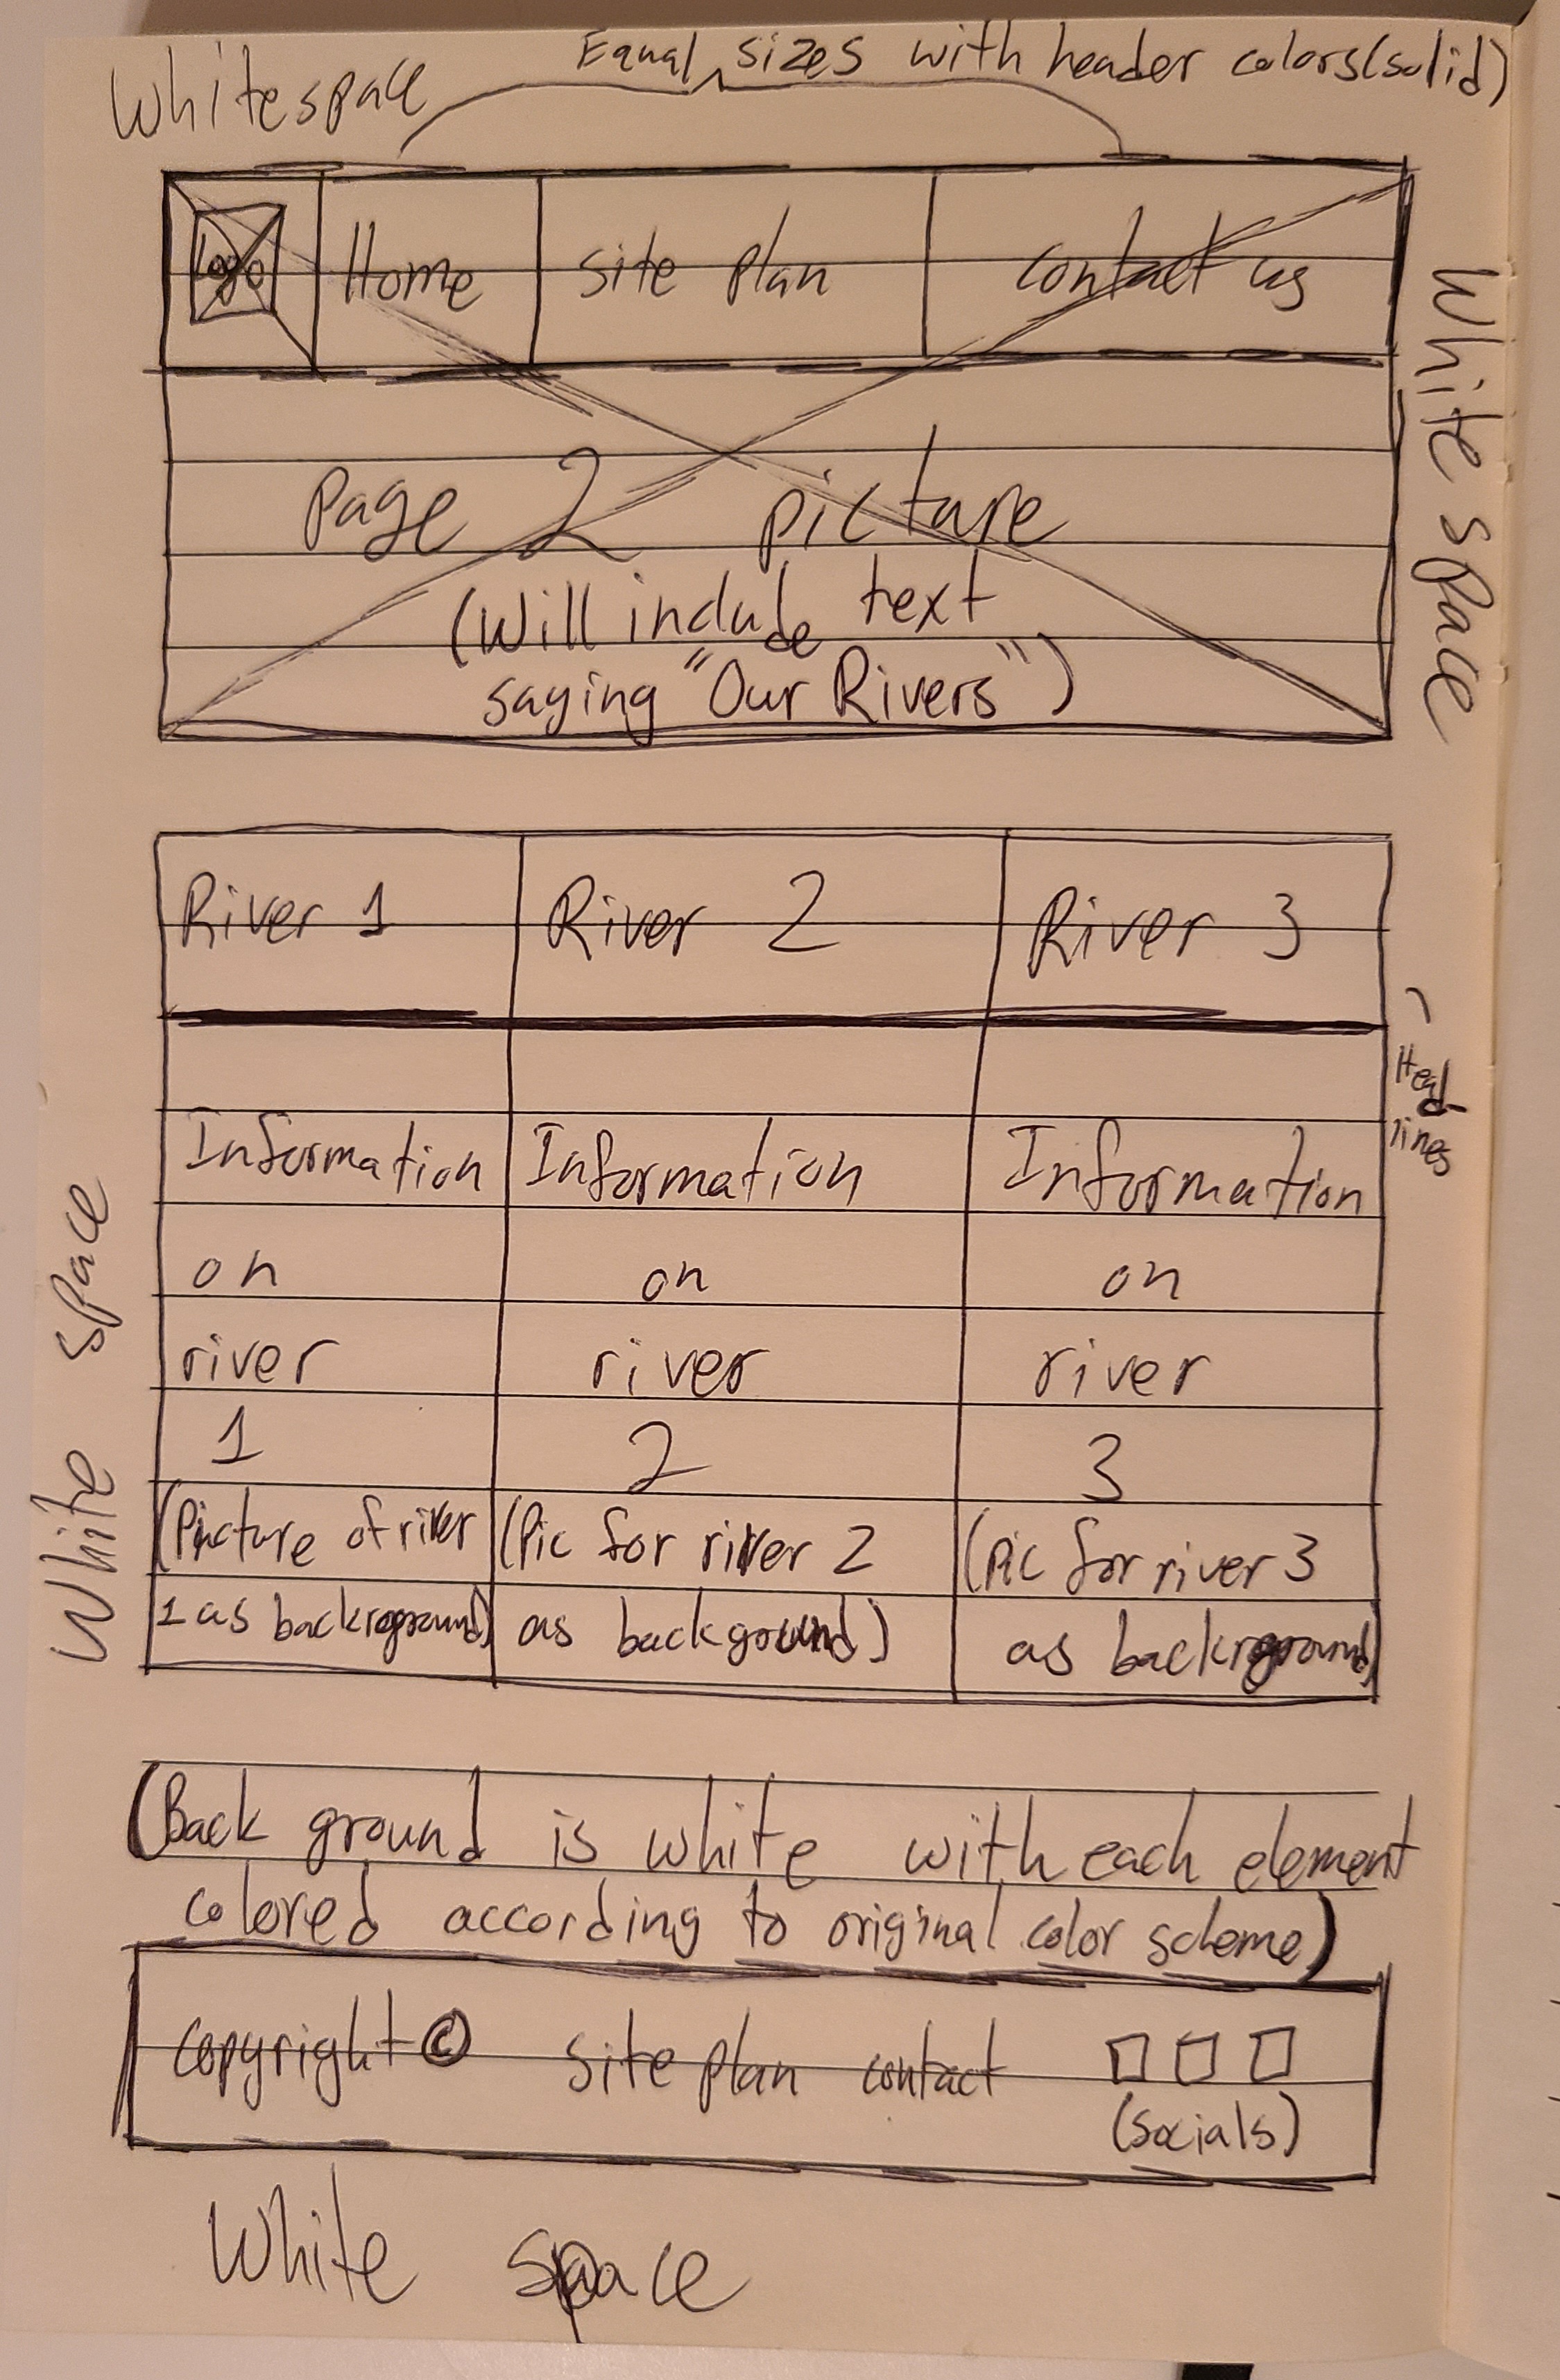 Whitespace
Equal sizes with header colors(solid)
logo
Home
site plan
contact us
White space
Page 2 picture
(Will include text
saying "Our Rivers")
River 1
River 2
River 3
Head-
lines
Information
on
river
1
(Picture of river
1 as background)
Information
on
river
2
(Pic for river 2
as background)
Information
on
river
3
(pic for river 3
as background)
White space
(Back ground is white with each element
colored according to original color scheme)
copyright © site plan contact
(socials)
White space